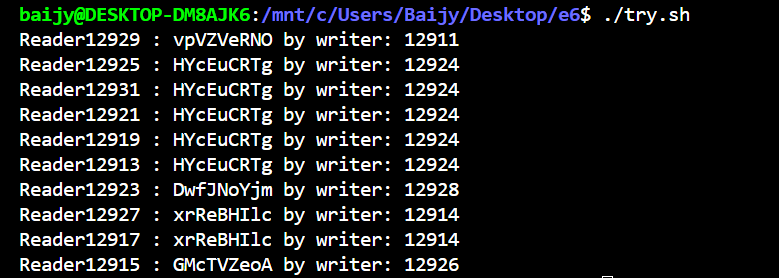 baijy@DESKTOP-DM8AJK6:/mnt/c/Users/Baijy/Desktop/e6$ ./try.sh
Reader12929 : vpVZVeRNO by writer: 12911
Reader12925 : HYcEuCRTg by writer: 12924
Reader12931 : HYcEuCRTg by writer: 12924
Reader12921 : HYcEuCRTg by writer: 12924
Reader12919 : HYcEuCRTg by writer: 12924
Reader12913 : HYcEuCRTg by writer: 12924
Reader12923 : DwfJNoYjm by writer: 12928
Reader12927 : xrReBHIlc by writer: 12914
Reader12917 : xrReBHIlc by writer: 12914
Reader12915 : GMcTVZeoA by writer: 12926